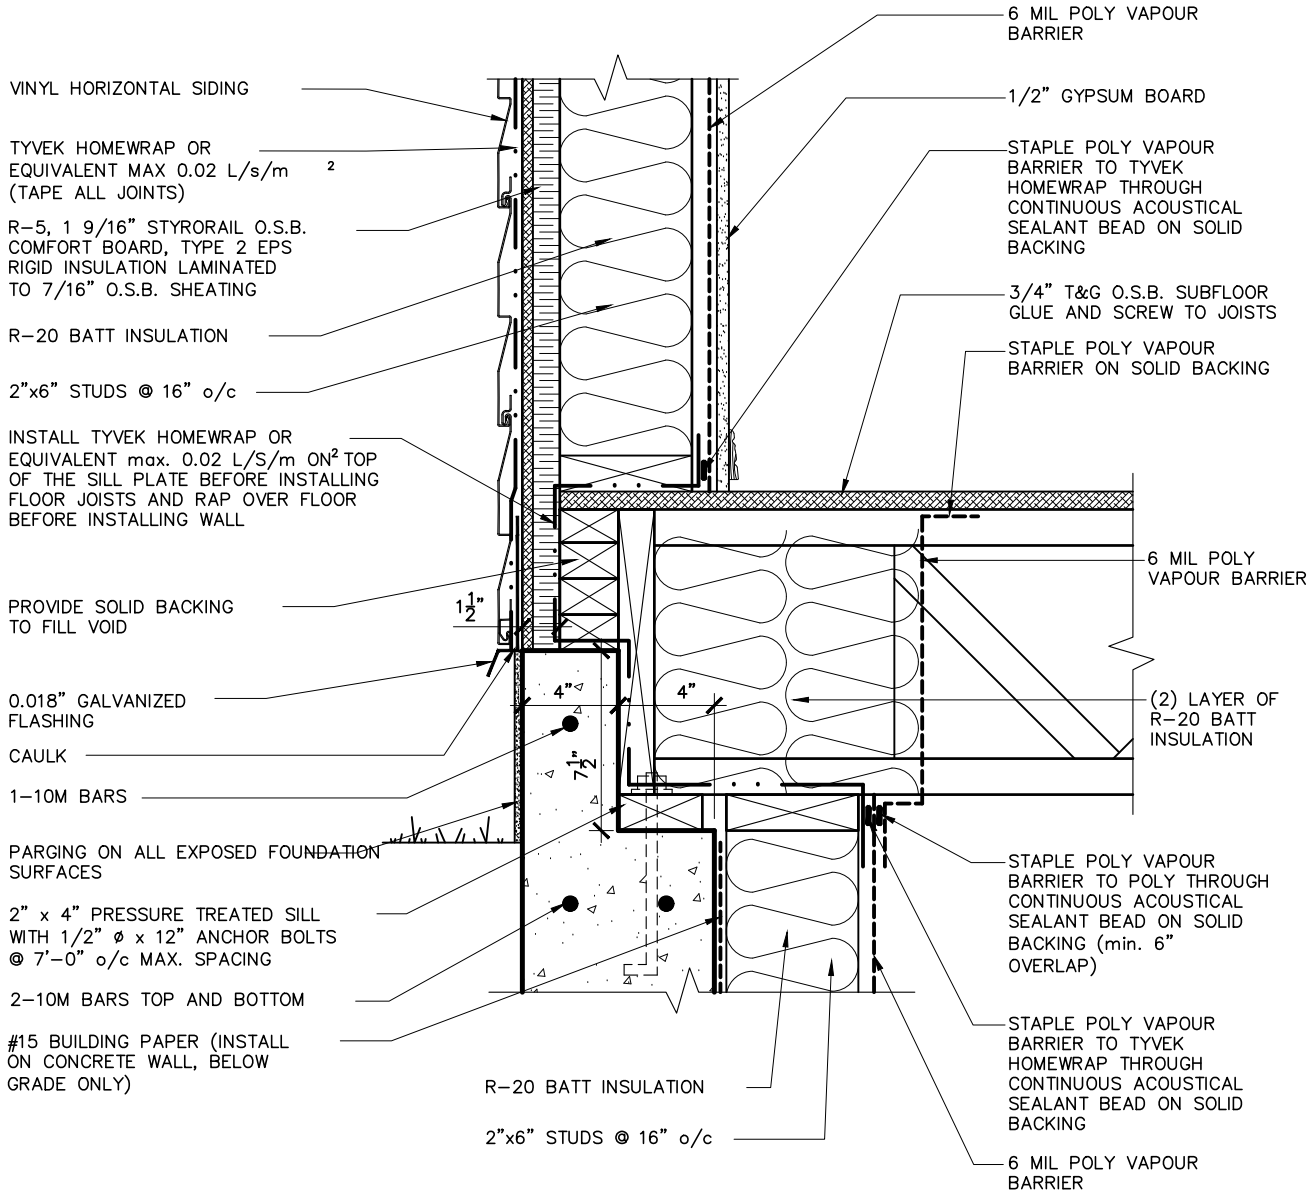 VINYL HORIZONTAL SIDING
TYVEK HOMEWRAP OR
EQUIVALENT MAX 0.02 L/s/m 2
(TAPE ALL JOINTS)
R-5, 1 9/16" STYRORAIL O.S.B.
COMFORT BOARD, TYPE 2 EPS
RIGID INSULATION LAMINATED
TO 7/16" O.S.B. SHEATING
R-20 BATT INSULATION
2"x6" STUDS @ 16" o/c
INSTALL TYVEK HOMEWRAP OR
EQUIVALENT max. 0.02 L/S/m ON² TOP
OF THE SILL PLATE BEFORE INSTALLING
FLOOR JOISTS AND RAP OVER FLOOR
BEFORE INSTALLING WALL
PROVIDE SOLID BACKING
TO FILL VOID
0.018" GALVANIZED
FLASHING
CAULK
1-10M BARS
PARGING ON ALL EXPOSED FOUNDATION
SURFACES
2" x 4" PRESSURE TREATED SILL
WITH 1/2" ø x 12" ANCHOR BOLTS
@ 7'-0" o/c MAX. SPACING
2-10M BARS TOP AND BOTTOM
#15 BUILDING PAPER (INSTALL
ON CONCRETE WALL, BELOW
GRADE ONLY)
1 1/2"
4"
4"
7 1/2"
R-20 BATT INSULATION
2"x6" STUDS @ 16" o/c
6 MIL POLY VAPOUR
BARRIER
1/2" GYPSUM BOARD
STAPLE POLY VAPOUR
BARRIER TO TYVEK
HOMEWRAP THROUGH
CONTINUOUS ACOUSTICAL
SEALANT BEAD ON SOLID
BACKING
3/4" T&G O.S.B. SUBFLOOR
GLUE AND SCREW TO JOISTS
STAPLE POLY VAPOUR
BARRIER ON SOLID BACKING
6 MIL POLY
VAPOUR BARRIER
(2) LAYER OF
R-20 BATT
INSULATION
STAPLE POLY VAPOUR
BARRIER TO POLY THROUGH
CONTINUOUS ACOUSTICAL
SEALANT BEAD ON SOLID
BACKING (min. 6"
OVERLAP)
STAPLE POLY VAPOUR
BARRIER TO TYVEK
HOMEWRAP THROUGH
CONTINUOUS ACOUSTICAL
SEALANT BEAD ON SOLID
BACKING
6 MIL POLY VAPOUR
BARRIER